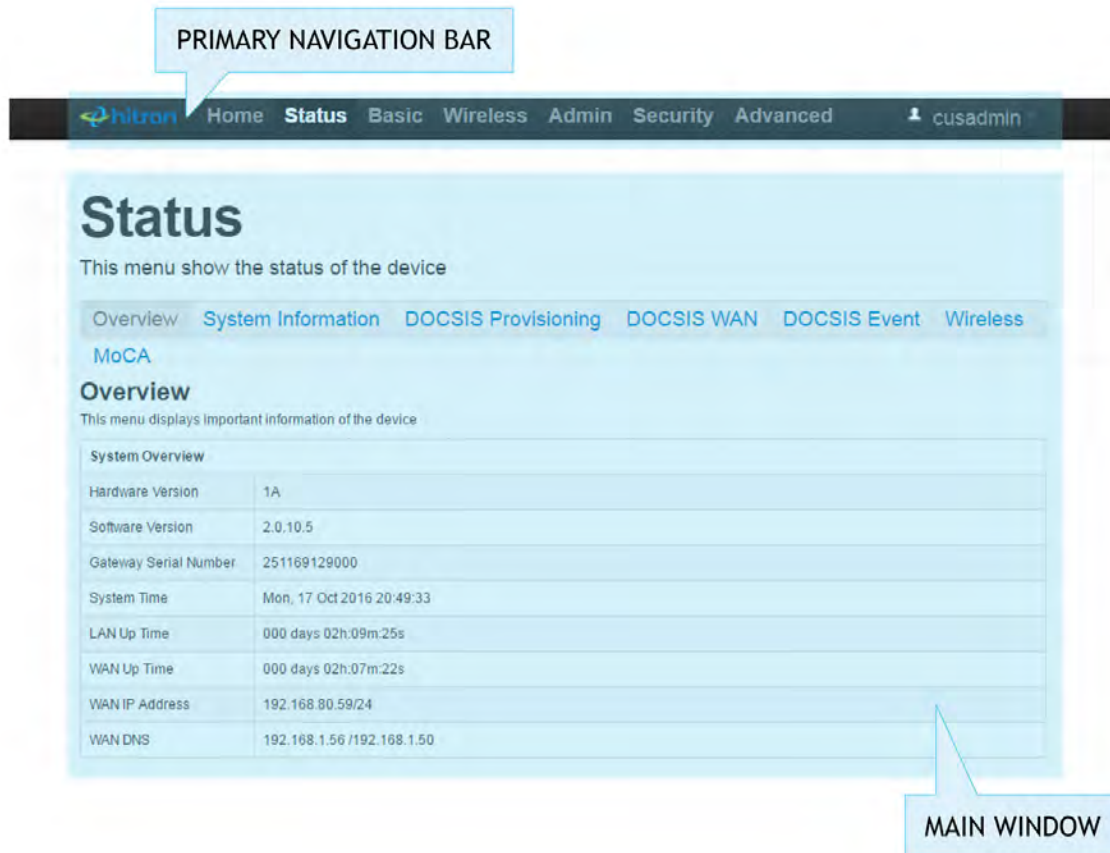 PRIMARY NAVIGATION BAR
hitron Home Status Basic Wireless Admin Security Advanced cusadmin
Status
This menu show the status of the device
Overview System Information DOCSIS Provisioning DOCSIS WAN DOCSIS Event Wireless
MoCA
Overview
This menu displays important information of the device
System Overview
Hardware Version 1A
Software Version 2.0.10.5
Gateway Serial Number 251169129000
System Time Mon, 17 Oct 2016 20:49:33
LAN Up Time 000 days 02h:09m:25s
WAN Up Time 000 days 02h:07m:22s
WAN IP Address 192.168.80.59/24
WAN DNS 192.168.1.56 /192.168.1.50
MAIN WINDOW